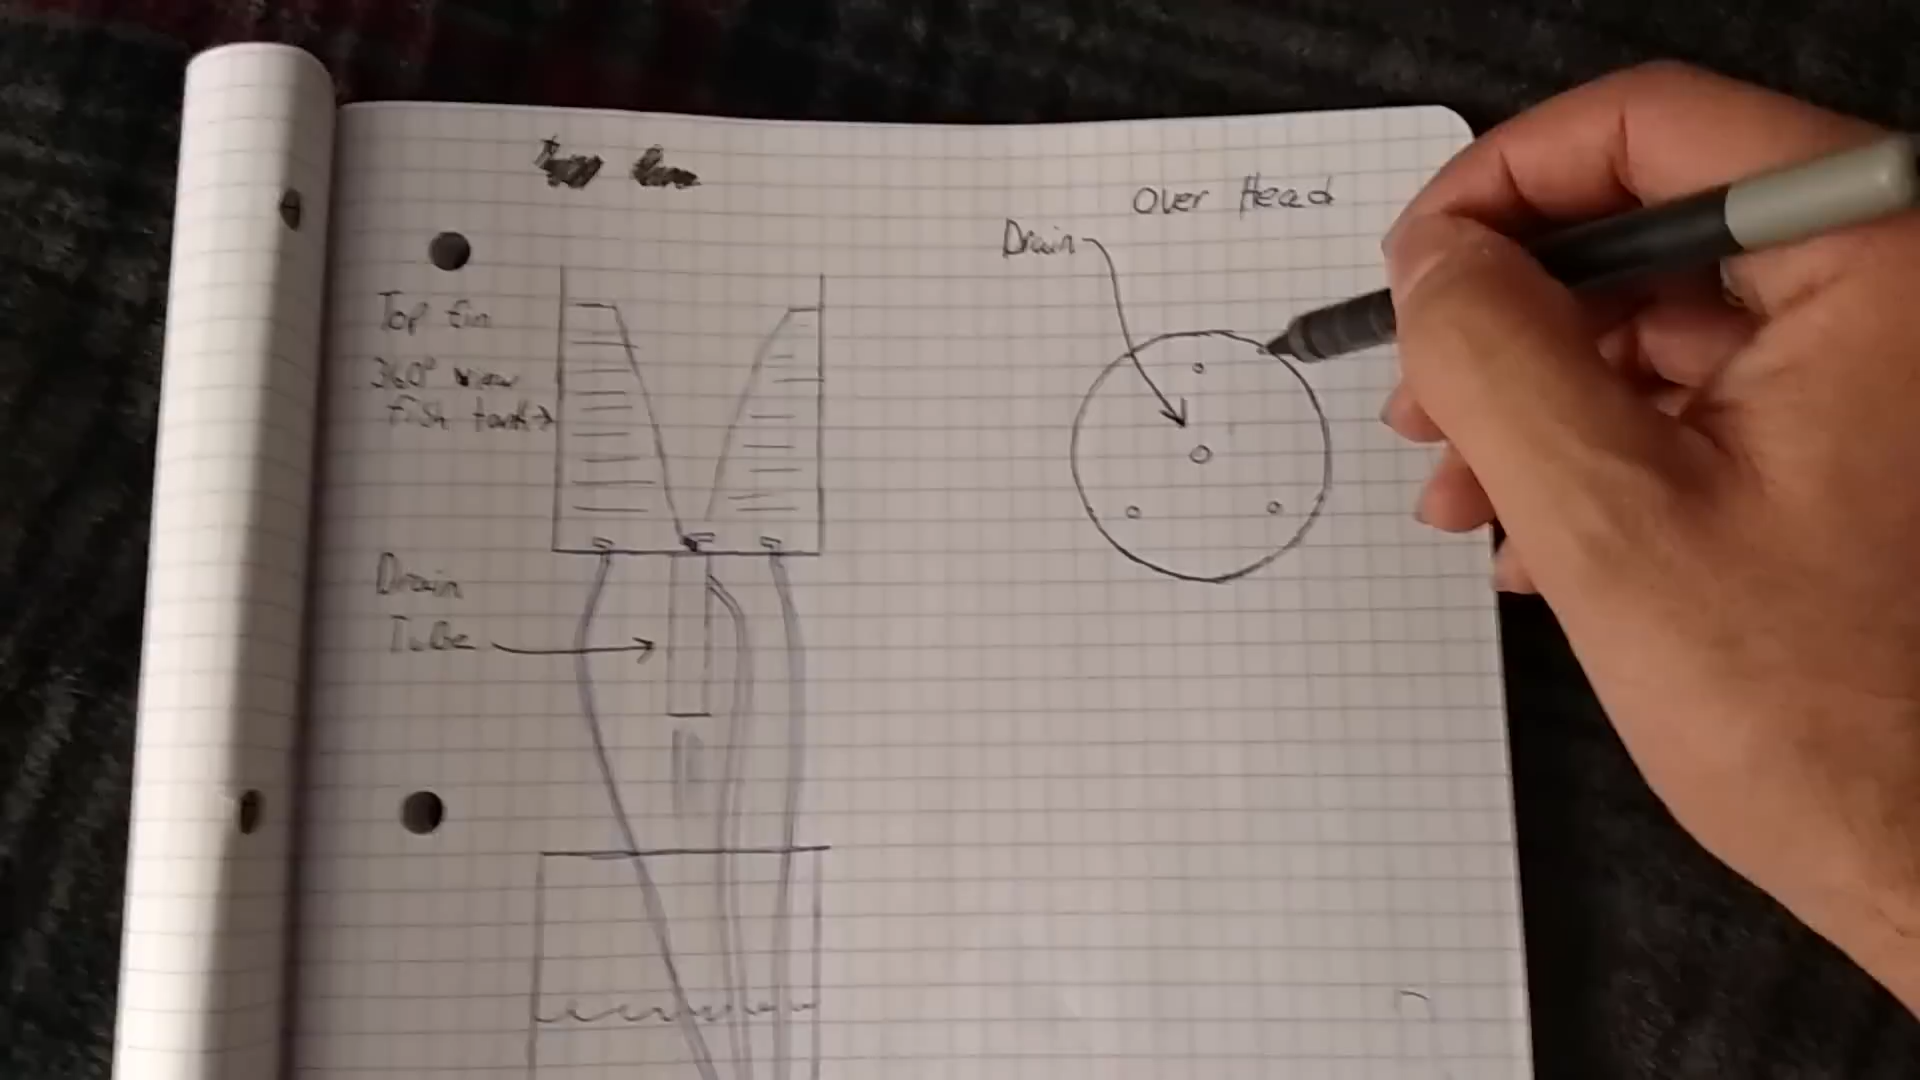 Over Head
Drain
Top fin
360° view
fish tank
Drain
Tube